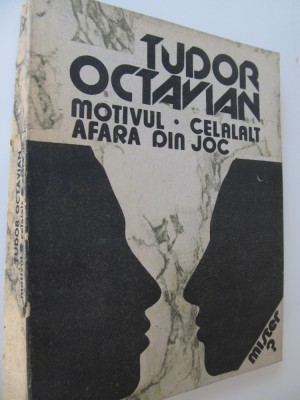 TUDOR
OCTAVIAN
MOTIVUL • CELALALT
AFARA DIN JOC
mister
?
TUDOR OCTAVIAN